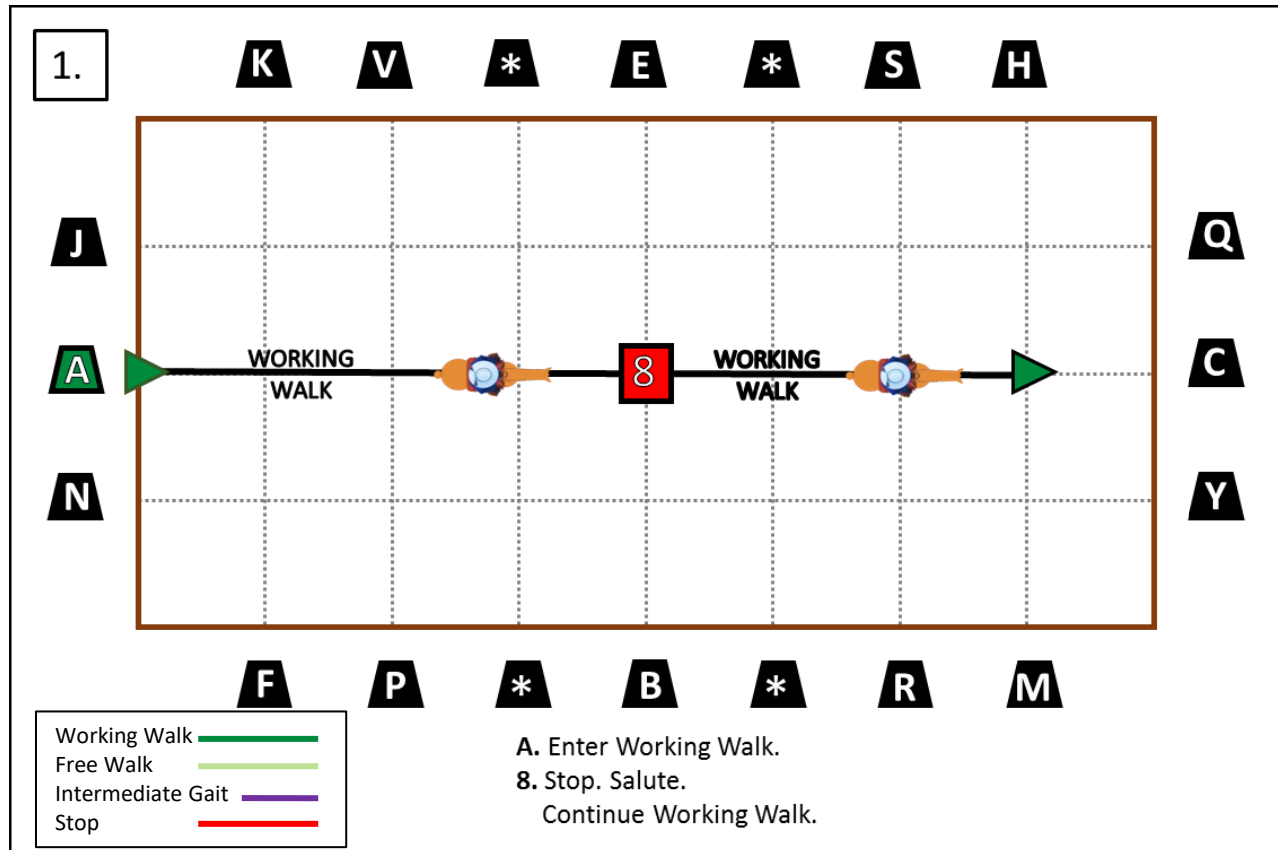 1.
K V * E * S H
J Q
A WORKING WALK 8 WORKING WALK C
N Y
F P * B * R M
Working Walk
Free Walk
Intermediate Gait
Stop
A. Enter Working Walk.
8. Stop. Salute.
Continue Working Walk.